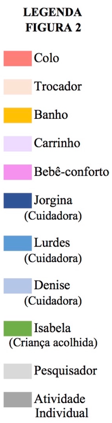 LEGENDA
FIGURA 2
Colo
Trocador
Banho
Carrinho
Bebê-conforto
Jorgina
(Cuidadora)
Lurdes
(Cuidadora)
Denise
(Cuidadora)
Isabela
(Criança acolhida)
Pesquisador
Atividade
Individual